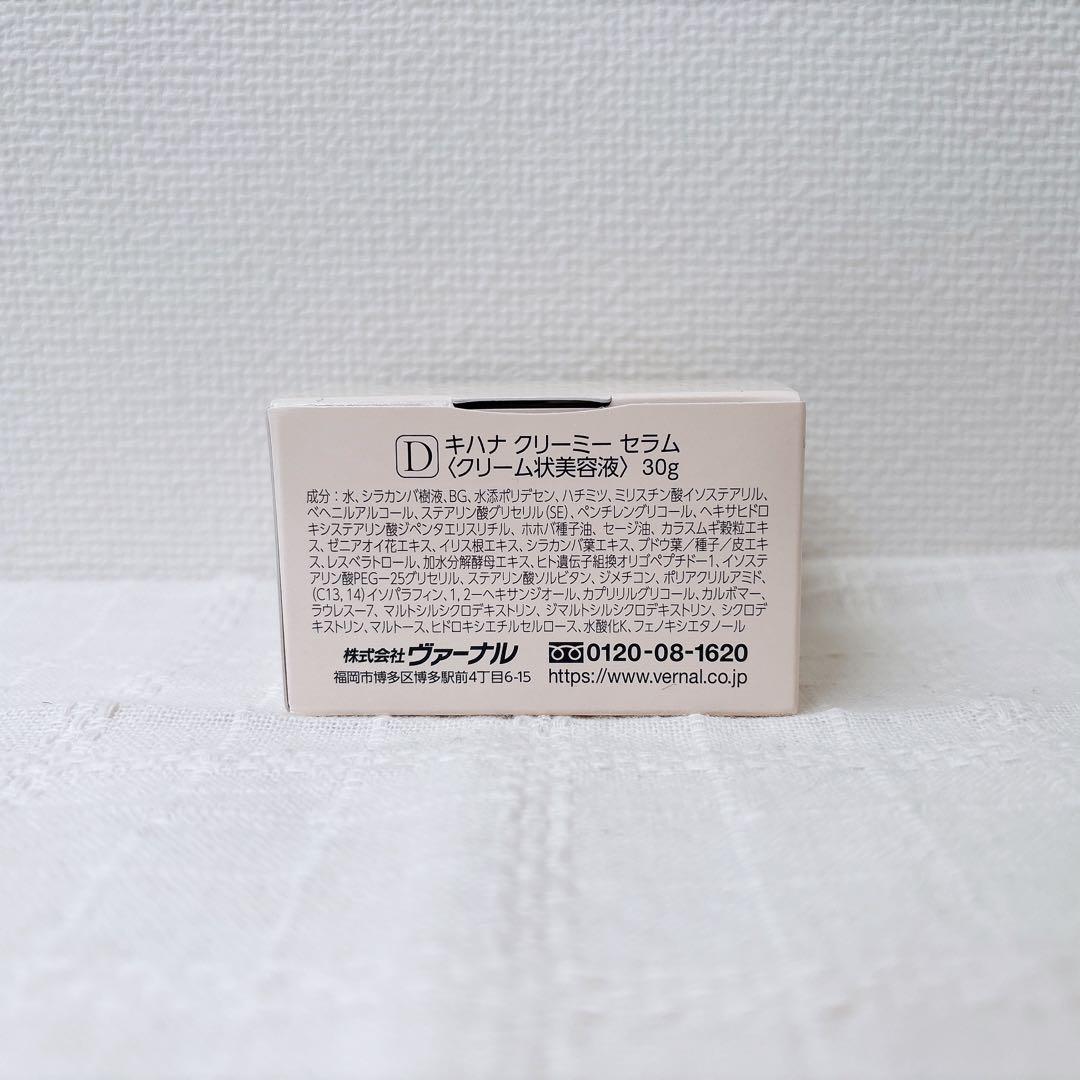 D キハナ クリーミー セラム
〈クリーム状美容液〉 30g
成分：水、シラカンバ樹液、BG、水添ポリデセン、ハチミツ、ミリスチン酸イソステアリル、
ベヘニルアルコール、ステアリン酸グリセリル(SE)、ペンチレングリコール、ヘキサヒドロ
キシステアリン酸ジペンタエリスリチル、ホホバ種子油、セージ油、カラスムギ穀粒エキ
ス、ゼニアオイ花エキス、イリス根エキス、シラカンバ葉エキス、ブドウ葉／種子／皮エキ
ス、レスベラトロール、加水分解酵母エキス、ヒト遺伝子組換オリゴペプチドー1、イソステ
アリン酸PEGー25グリセリル、ステアリン酸ソルビタン、ジメチコン、ポリアクリルアミド、
(C13,14)イソパラフィン、1,2ーヘキサンジオール、カプリリルグリコール、カルボマー、
ラウレスー7、マルトシルシクロデキストリン、ジマルトシルシクロデキストリン、シクロデ
キストリン、マルトース、ヒドロキシエチルセルロース、水酸化K、フェノキシエタノール
株式会社ヴァーナル 0120-08-1620
福岡市博多区博多駅前4丁目6-15 https://www.vernal.co.jp